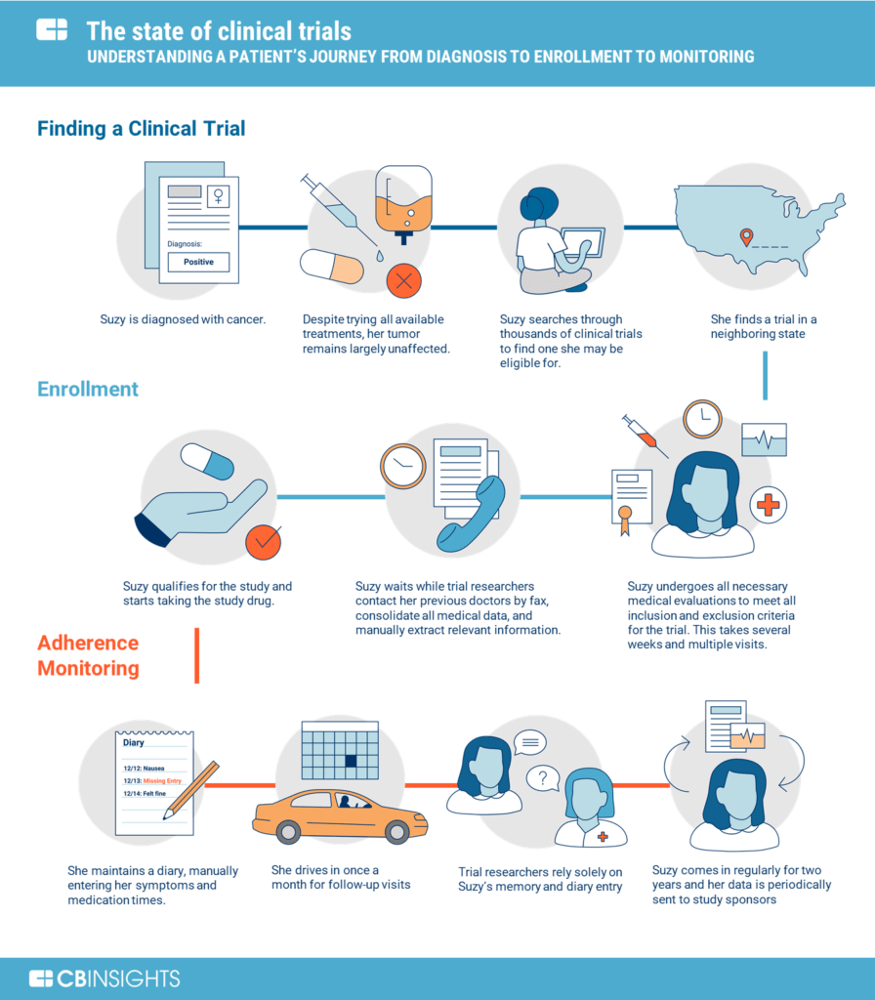 The state of clinical trials
UNDERSTANDING A PATIENT'S JOURNEY FROM DIAGNOSIS TO ENROLLMENT TO MONITORING
Finding a Clinical Trial
Diagnosis:
Positive
Suzy is diagnosed with cancer.
Despite trying all available
treatments, her tumor
remains largely unaffected.
Suzy searches through
thousands of clinical trials
to find one she may be
eligible for.
She finds a trial in a
neighboring state
Enrollment
Suzy qualifies for the study and
starts taking the study drug.
Suzy waits while trial researchers
contact her previous doctors by fax,
consolidate all medical data, and
manually extract relevant information.
Suzy undergoes all necessary
medical evaluations to meet all
inclusion and exclusion criteria
for the trial. This takes several
weeks and multiple visits.
Adherence
Monitoring
Diary
12/12: Nausea
12/13: Missing Entry
12/14: Felt fine
?
She maintains a diary, manually
entering her symptoms and
medication times.
She drives in once a
month for follow-up visits
Trial researchers rely solely on
Suzy's memory and diary entry
Suzy comes in regularly for two
years and her data is periodically
sent to study sponsors
CBINSIGHTS